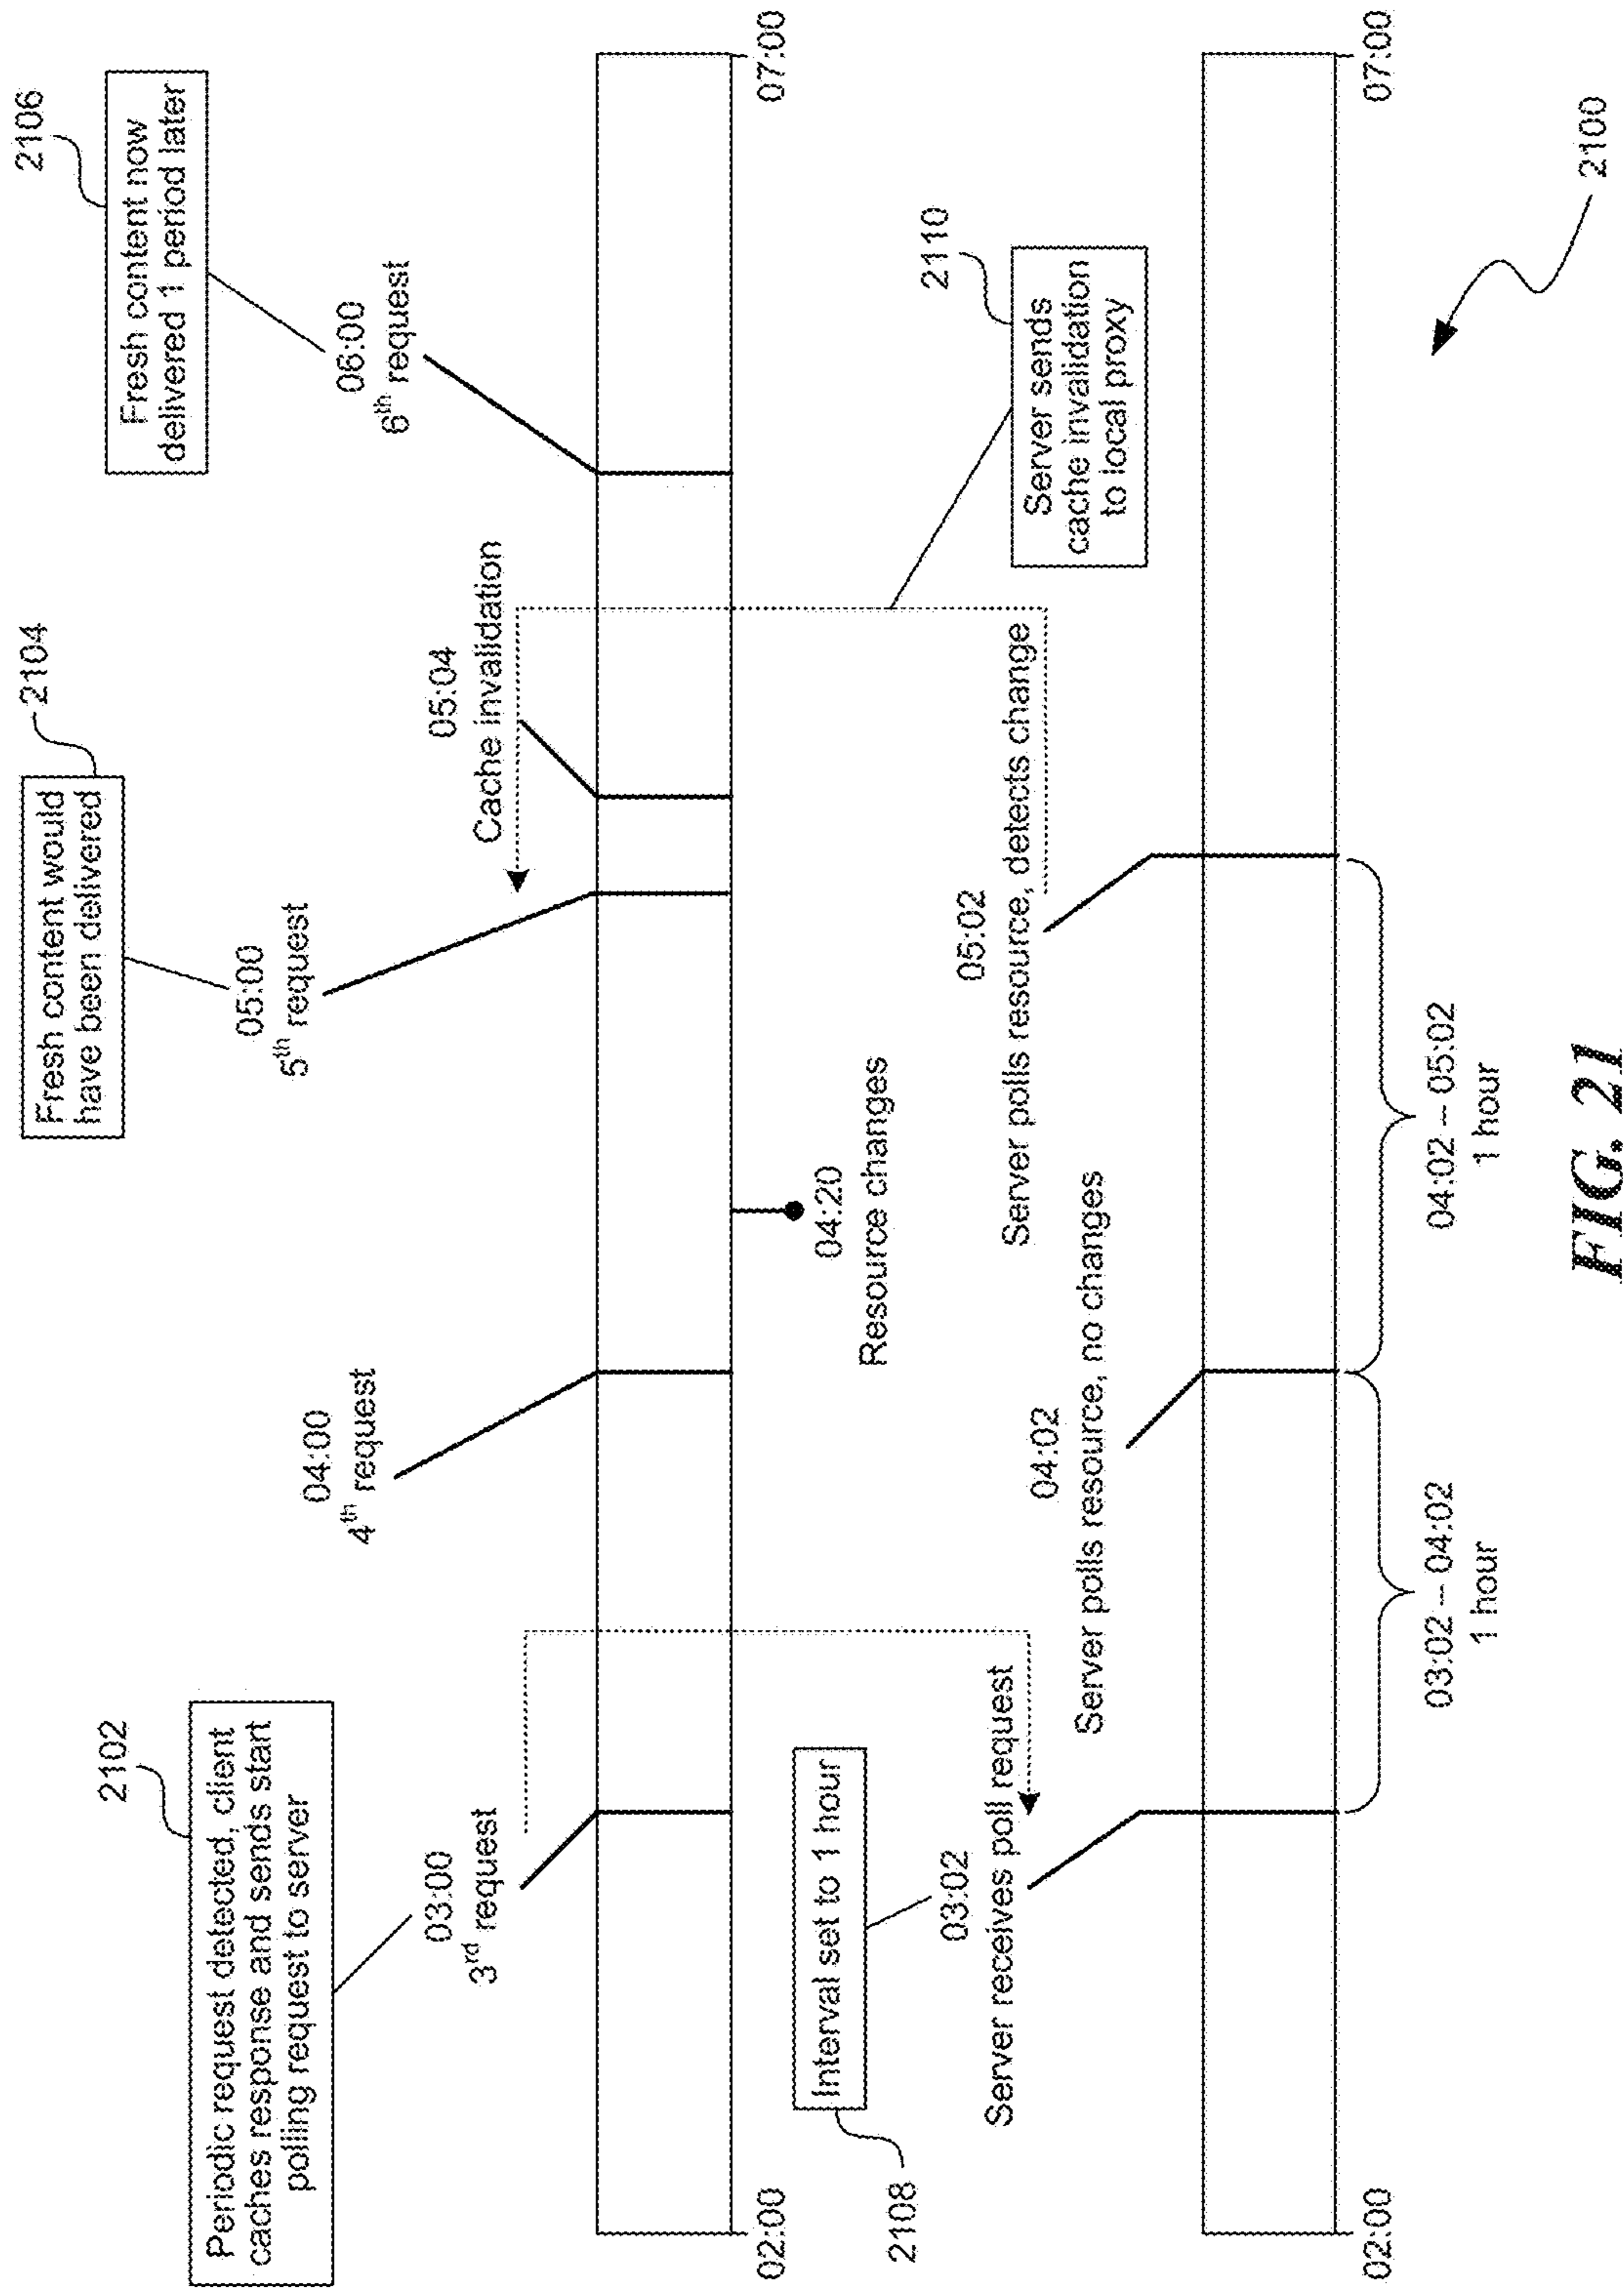 2102
Periodic request detected, client
caches response and sends start
polling request to server
03:00
3rd request
04:00
4th request
2104
Fresh content would
have been delivered
05:00
5th request
05:04
Cache invalidation
2106
Fresh content now
delivered 1 period later
06:00
6th request
02:00
07:00
04:20
Resource changes
2108
Interval set to 1 hour
03:02
Server receives poll request
04:02
Server polls resource, no changes
05:02
Server polls resource, detects change
2110
Server sends
cache invalidation
to local proxy
02:00
07:00
03:02 – 04:02
1 hour
04:02 – 05:02
1 hour
2100
FIG. 21